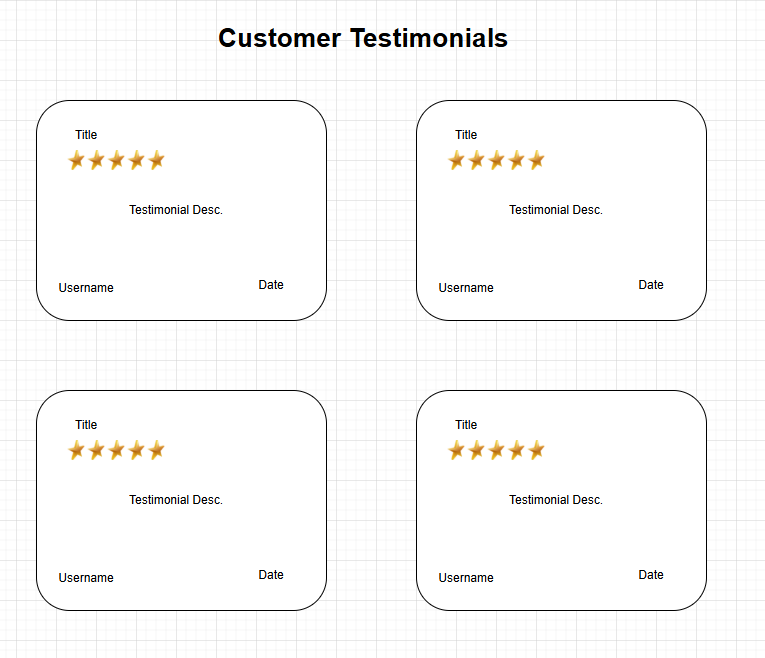 Customer Testimonials
Title
Testimonial Desc.
Username
Date
Title
Testimonial Desc.
Username
Date
Title
Testimonial Desc.
Username
Date
Title
Testimonial Desc.
Username
Date